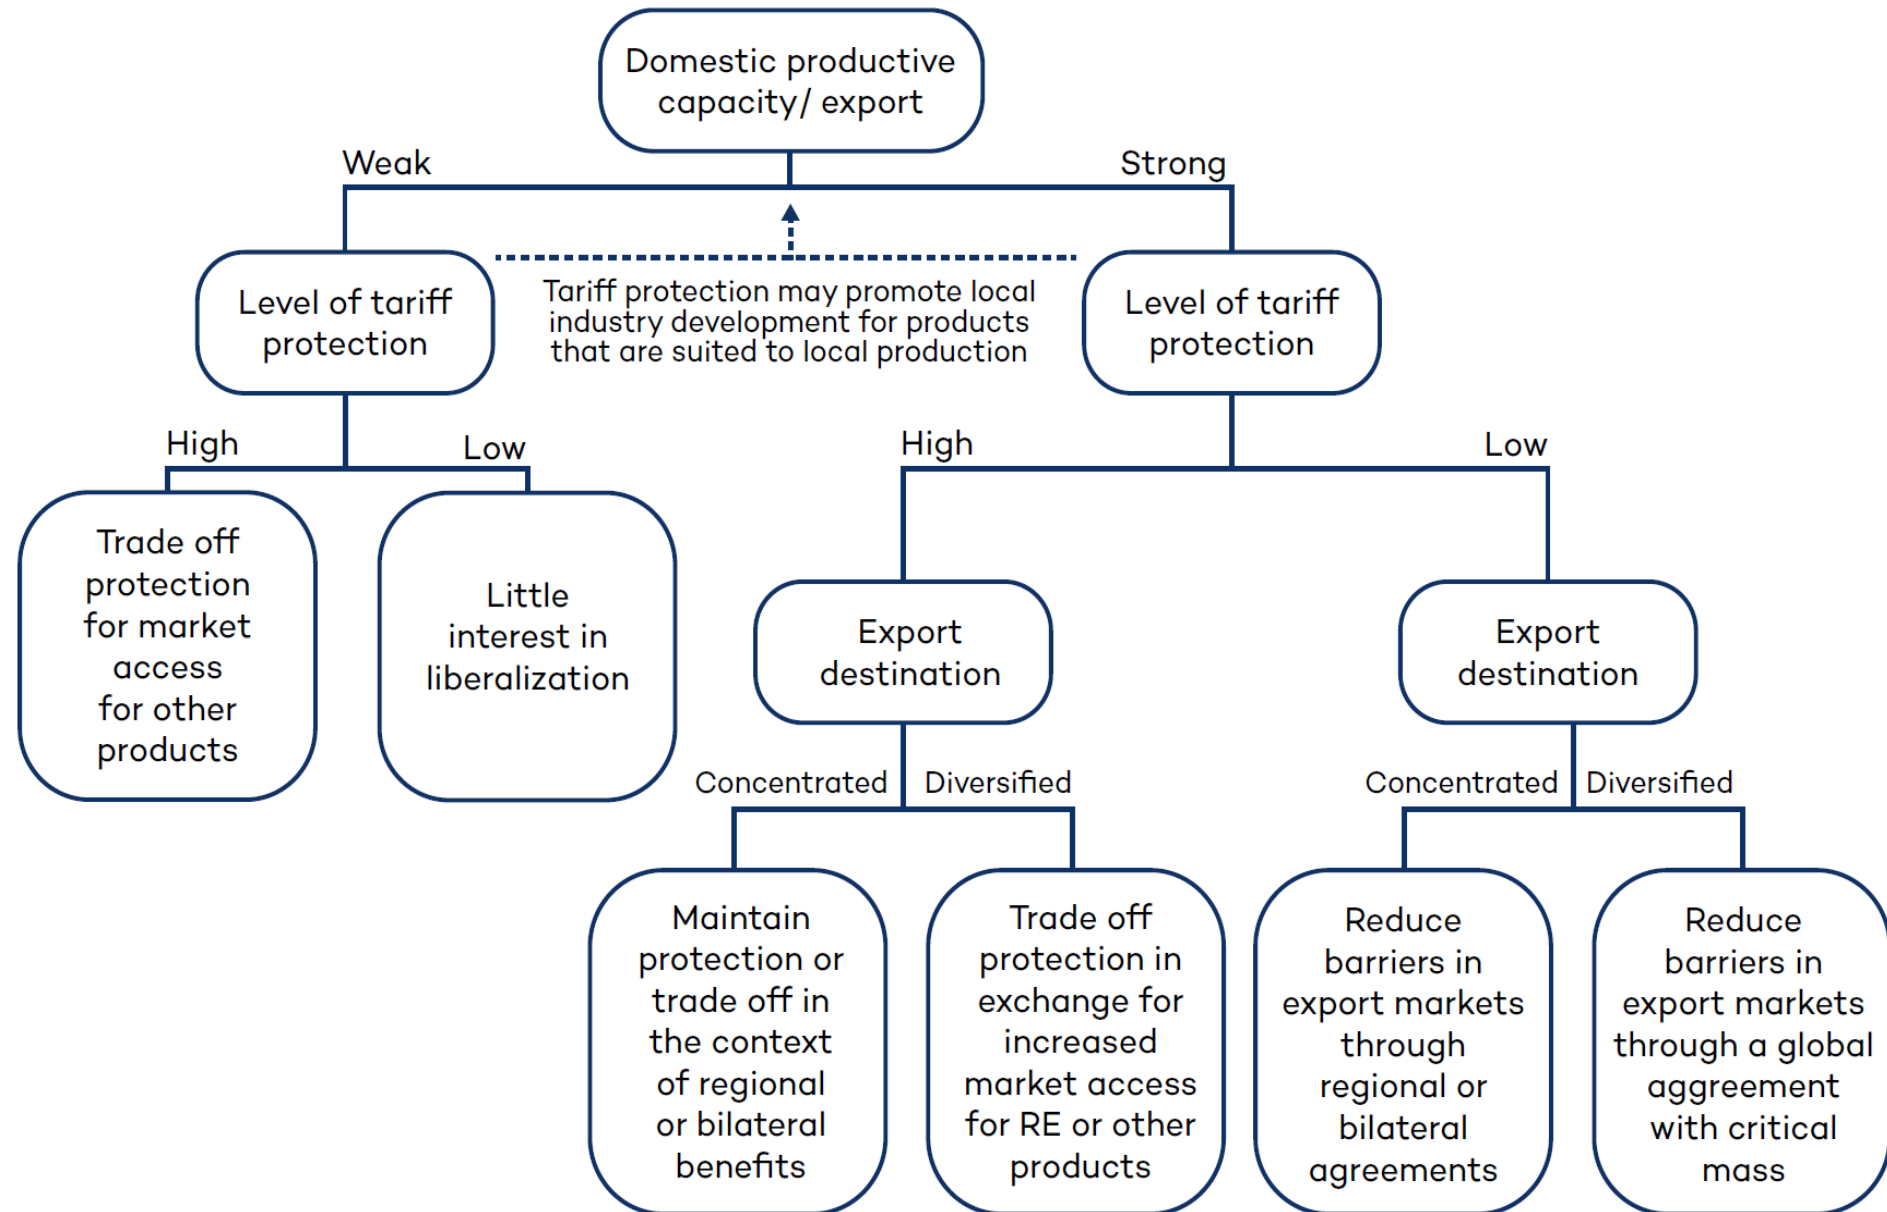 Domestic productive
capacity/ export
Weak
Strong
Level of tariff
protection
Tariff protection may promote local
industry development for products
that are suited to local production
Level of tariff
protection
High
Low
High
Low
Trade off
protection
for market
access
for other
products
Little
interest in
liberalization
Export
destination
Export
destination
Concentrated
Diversified
Concentrated
Diversified
Maintain
protection or
trade off in
the context
of regional
or bilateral
benefits
Trade off
protection in
exchange for
increased
market access
for RE or other
products
Reduce
barriers in
export markets
through
regional or
bilateral
agreements
Reduce
barriers in
export markets
through a global
aggreement
with critical
mass